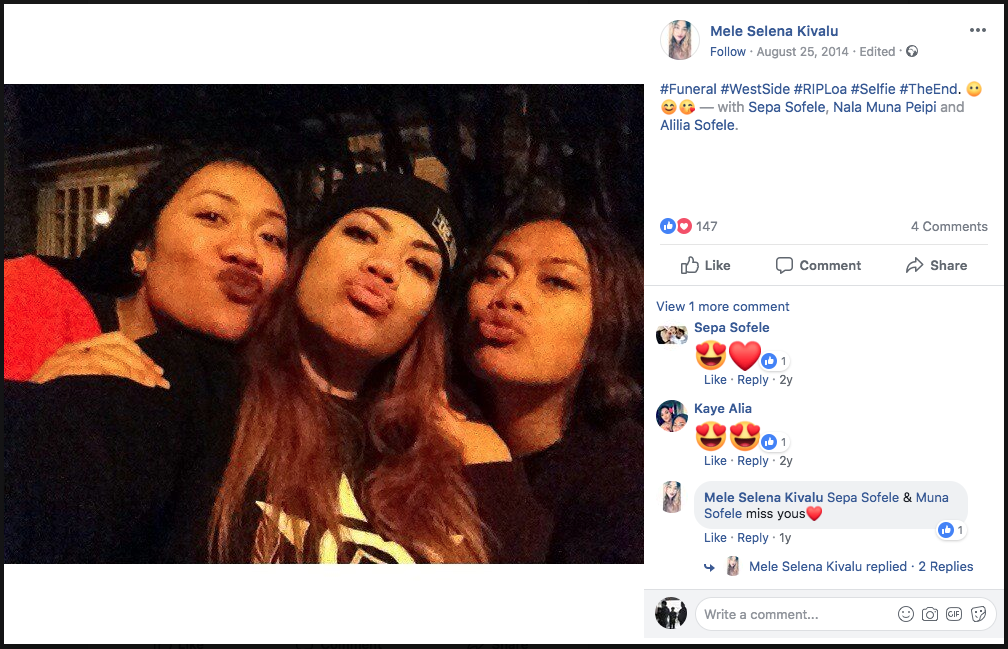 Mele Selena Kivalu
Follow · August 25, 2014 · Edited ·
#Funeral #WestSide #RIPLoa #Selfie #TheEnd. 😶
😊😘 — with Sepa Sofele, Nala Muna Peipi and
Alilia Sofele.
147 4 Comments
Like Comment Share
View 1 more comment
Sepa Sofele
😍❤️ 1
Like · Reply · 2y
Kaye Alia
😍😍 1
Like · Reply · 2y
Mele Selena Kivalu Sepa Sofele & Muna
Sofele miss yous❤️
1
Like · Reply · 1y
Mele Selena Kivalu replied · 2 Replies
Write a comment... GIF